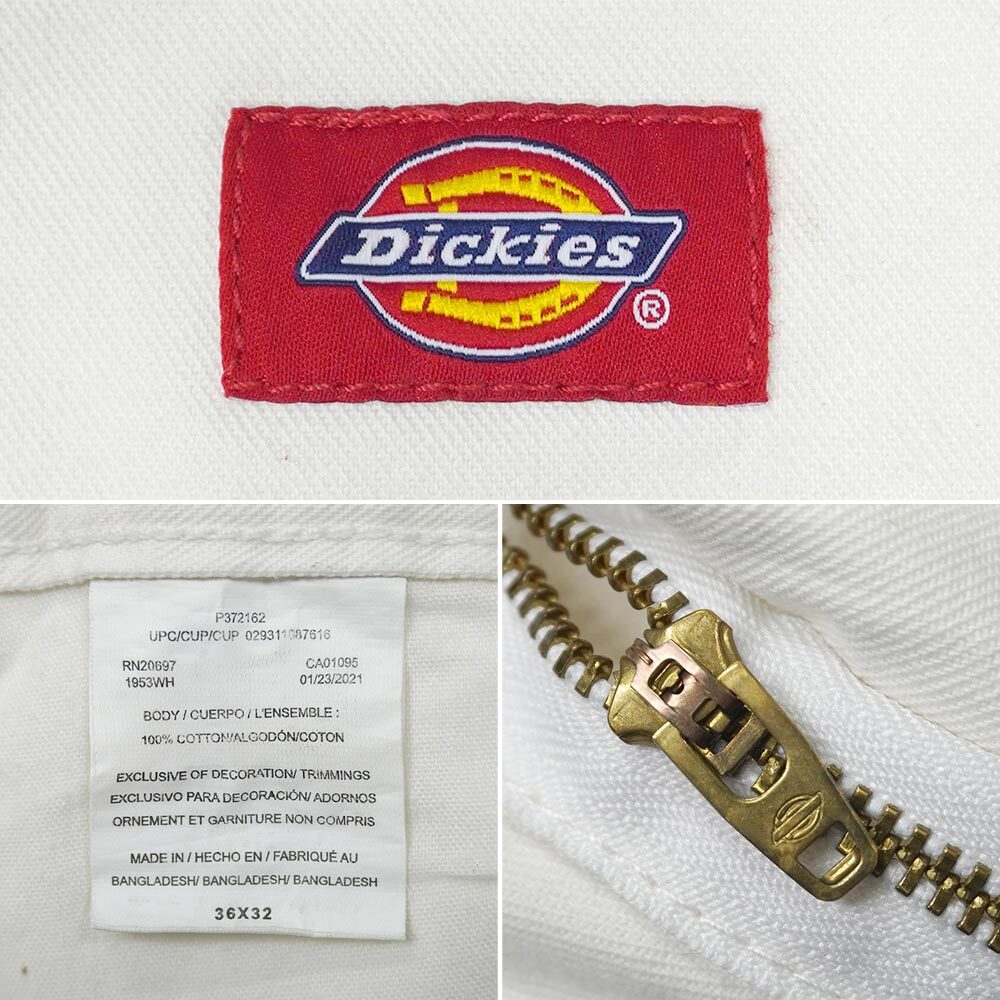 Dickies
®
P372162
UPC/CUP/CUP 029311087616
RN20697 CA01095
1953WH 01/23/2021
BODY / CUERPO / L'ENSEMBLE :
100% COTTON/ALGODÓN/COTON
EXCLUSIVE OF DECORATION/ TRIMMINGS
EXCLUSIVO PARA DECORACIÓN/ ADORNOS
ORNEMENT ET GARNITURE NON COMPRIS
MADE IN / HECHO EN / FABRIQUÉ AU
BANGLADESH/ BANGLADESH/ BANGLADESH
36X32